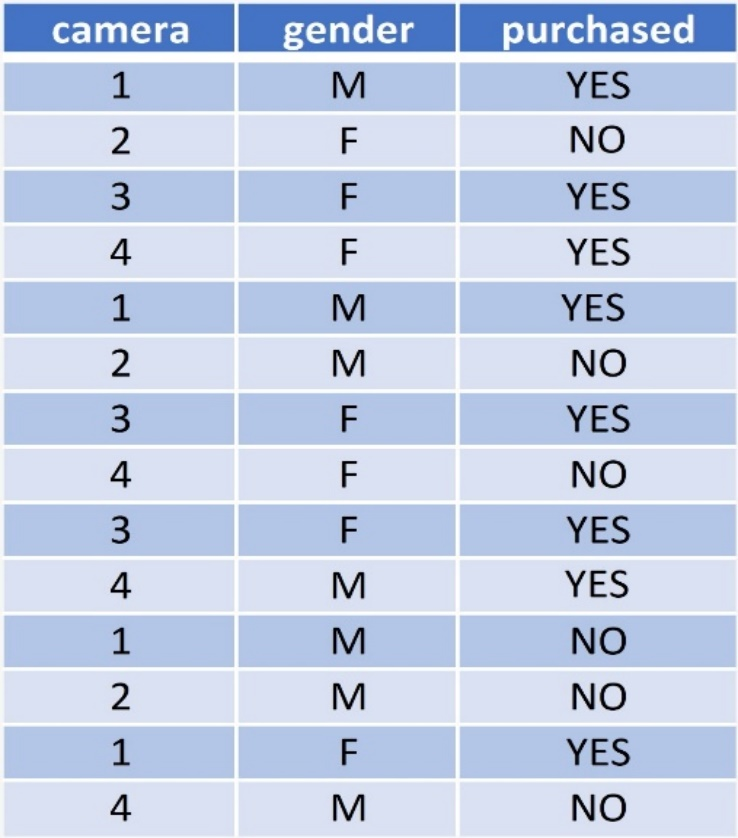 camera gender purchased
1 M YES
2 F NO
3 F YES
4 F YES
1 M YES
2 M NO
3 F YES
4 F NO
3 F YES
4 M YES
1 M NO
2 M NO
1 F YES
4 M NO